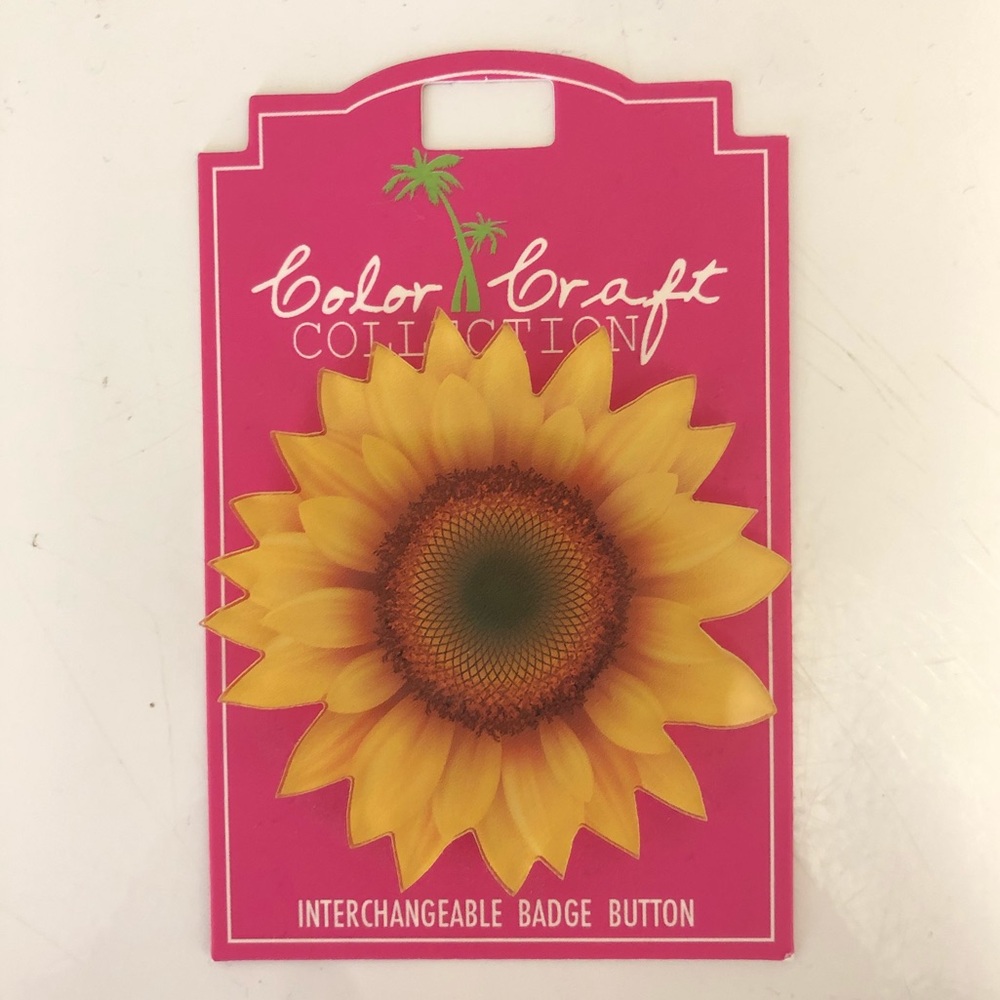 Color Craft
COLLECTION
INTERCHANGEABLE BADGE BUTTON